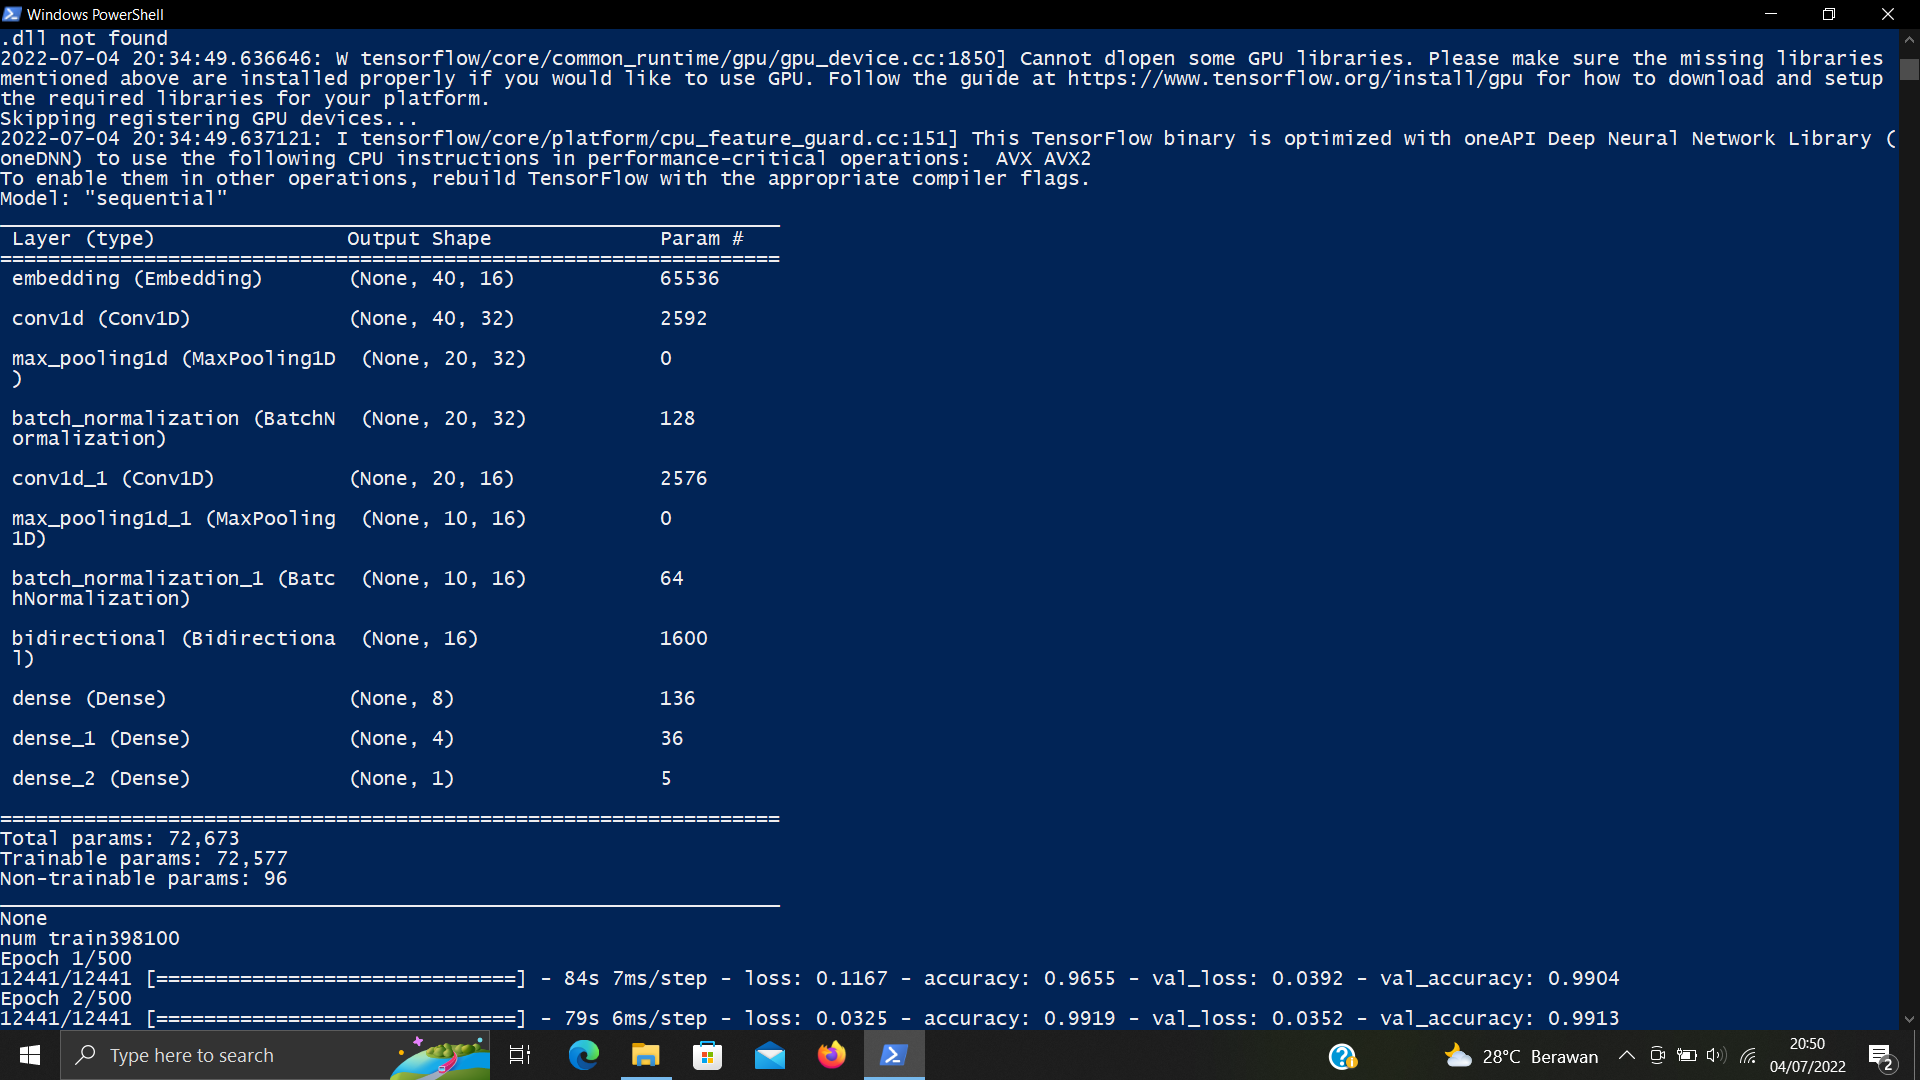 Windows PowerShell
.dll not found
2022-07-04 20:34:49.636646: W tensorflow/core/common_runtime/gpu/gpu_device.cc:1850] Cannot dlopen some GPU libraries. Please make sure the missing libraries
mentioned above are installed properly if you would like to use GPU. Follow the guide at https://www.tensorflow.org/install/gpu for how to download and setup
the required libraries for your platform.
Skipping registering GPU devices...
2022-07-04 20:34:49.637121: I tensorflow/core/platform/cpu_feature_guard.cc:151] This TensorFlow binary is optimized with oneAPI Deep Neural Network Library (
oneDNN) to use the following CPU instructions in performance-critical operations:  AVX AVX2
To enable them in other operations, rebuild TensorFlow with the appropriate compiler flags.
Model: "sequential"
_________________________________________________________________
 Layer (type)                Output Shape              Param #
=================================================================
 embedding (Embedding)       (None, 40, 16)            65536
 conv1d (Conv1D)             (None, 40, 32)            2592
 max_pooling1d (MaxPooling1D  (None, 20, 32)           0
 )
 batch_normalization (BatchN  (None, 20, 32)           128
 ormalization)
 conv1d_1 (Conv1D)           (None, 20, 16)            2576
 max_pooling1d_1 (MaxPooling  (None, 10, 16)           0
 1D)
 batch_normalization_1 (Batc  (None, 10, 16)           64
 hNormalization)
 bidirectional (Bidirectiona  (None, 16)               1600
 l)
 dense (Dense)               (None, 8)                 136
 dense_1 (Dense)             (None, 4)                 36
 dense_2 (Dense)             (None, 1)                 5
=================================================================
Total params: 72,673
Trainable params: 72,577
Non-trainable params: 96
_________________________________________________________________
None
num train398100
Epoch 1/500
12441/12441 [==============================] - 84s 7ms/step - loss: 0.1167 - accuracy: 0.9655 - val_loss: 0.0392 - val_accuracy: 0.9904
Epoch 2/500
12441/12441 [==============================] - 79s 6ms/step - loss: 0.0325 - accuracy: 0.9919 - val_loss: 0.0352 - val_accuracy: 0.9913
Type here to search
28°C Berawan
20:50
04/07/2022
2